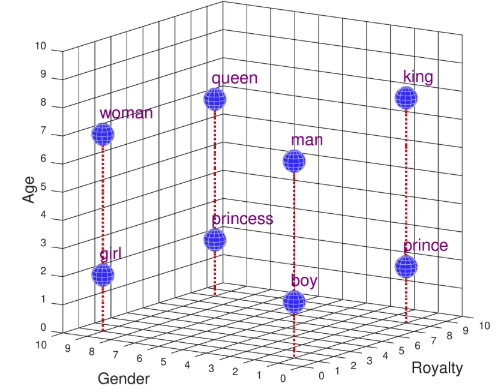 10
9
8
7
6
5
4
3
2
1
0
Age
queen
king
woman
man
princess
girl
prince
boy
10 9 8 7 6 5 4 3 2 1 0
Gender
0 1 2 3 4 5 6 7 8 9 10
Royalty